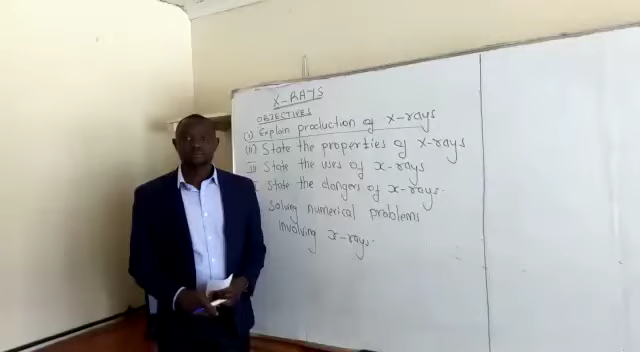 X-RAYS
OBJECTIVES
(i) Explain production of x-rays
(ii) State the properties of x-rays
III State the uses of x-rays
State the dangers of x-rays.
Solving numerical problems
involving x-rays.